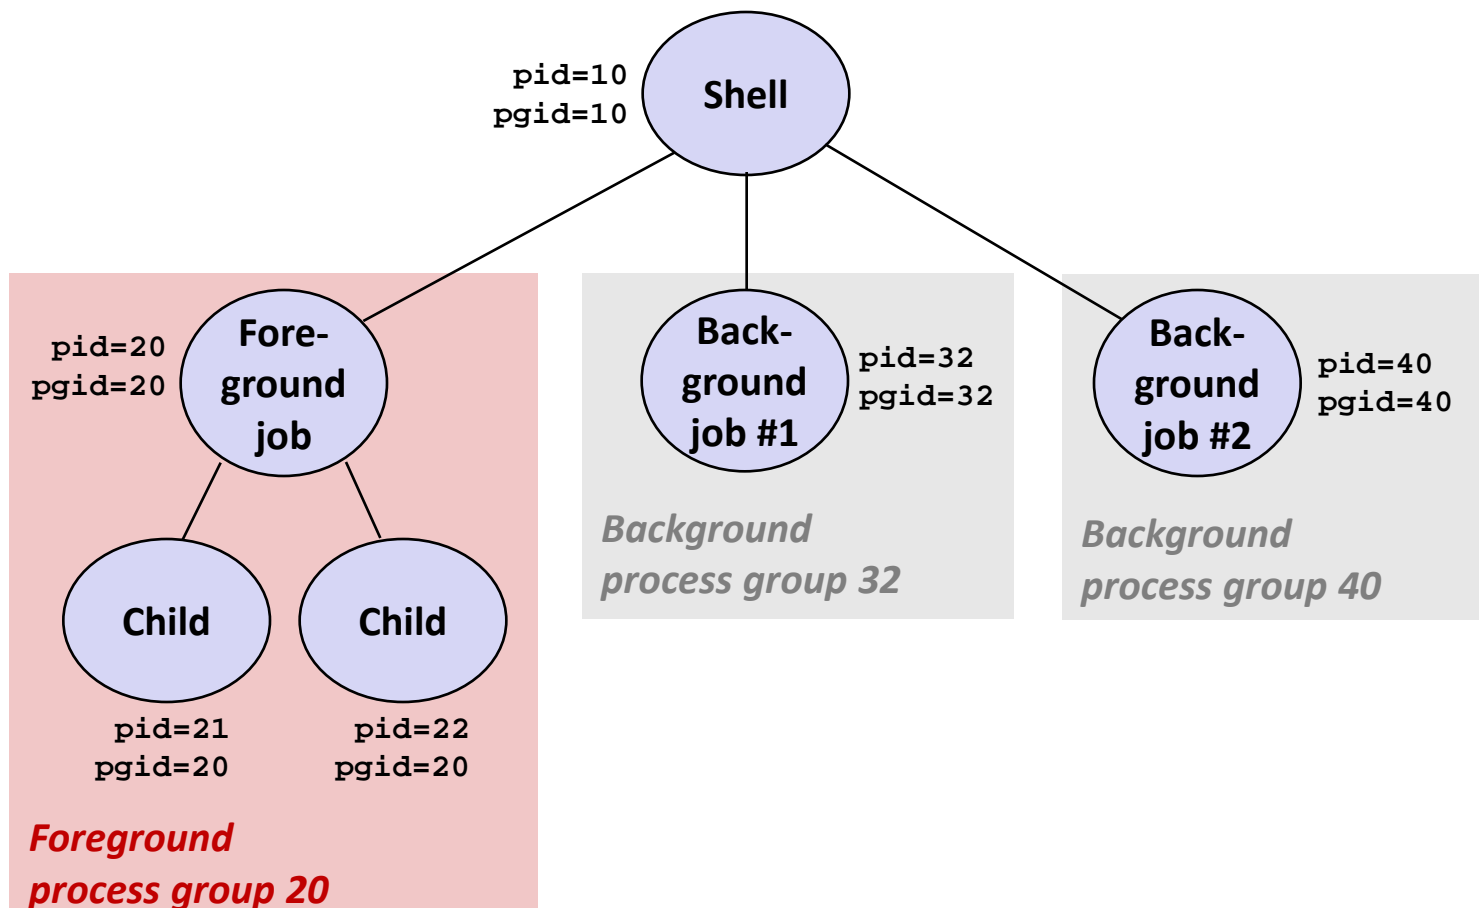 pid=10
pgid=10
Shell
pid=20
pgid=20
Fore-
ground
job
Back-
ground
job #1
pid=32
pgid=32
Back-
ground
job #2
pid=40
pgid=40
Background
process group 32
Background
process group 40
Child
Child
pid=21
pgid=20
pid=22
pgid=20
Foreground
process group 20